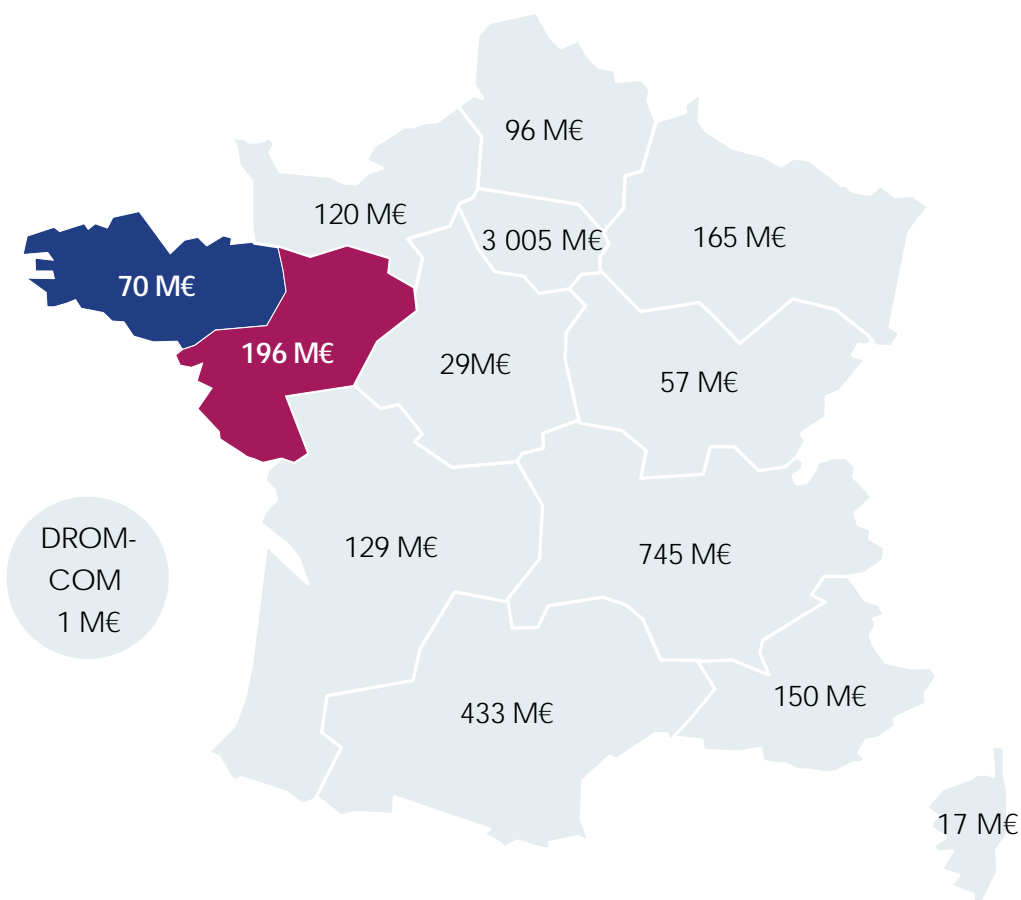 96 M€
120 M€
3 005 M€
165 M€
70 M€
196 M€
29M€
57 M€
DROM-
COM
1 M€
129 M€
745 M€
433 M€
150 M€
17 M€